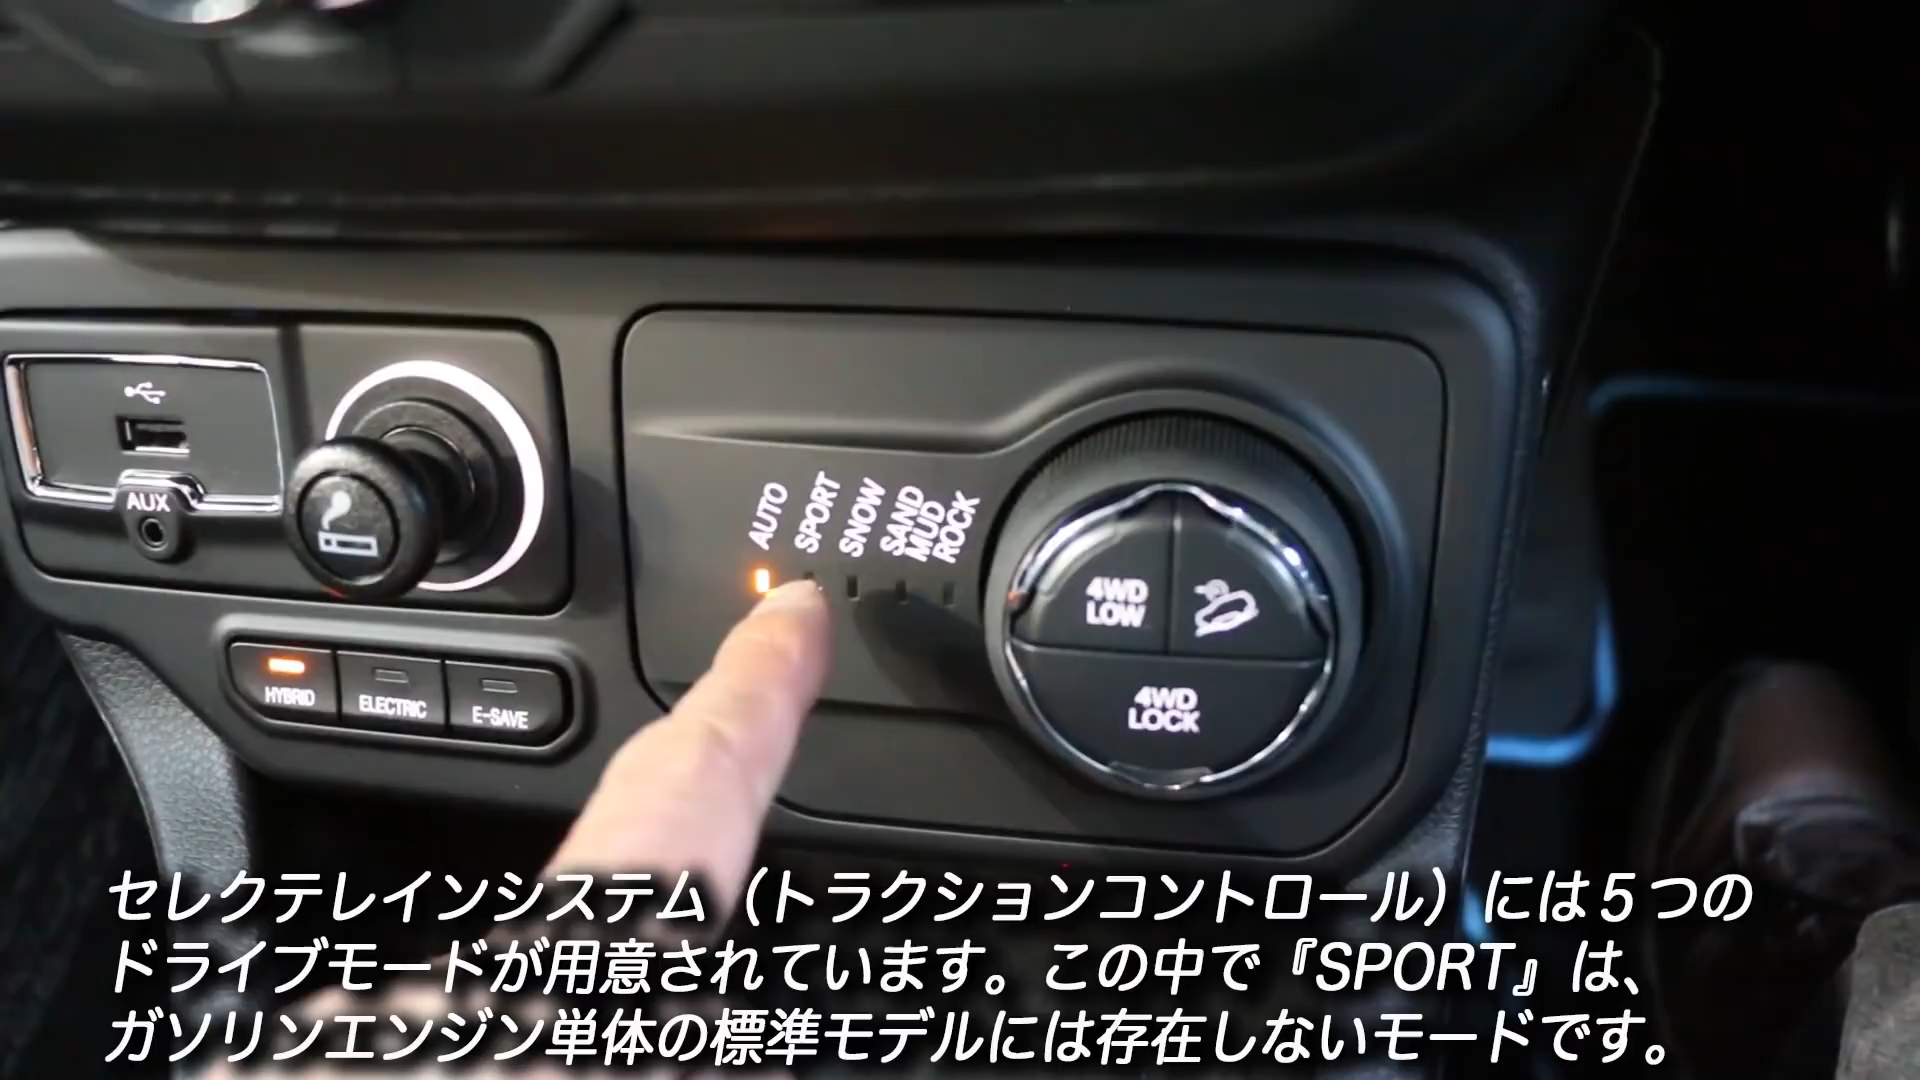 AUX
AUTO
SPORT
SNOW
SAND
MUD
ROCK
4WD
LOW
4WD
LOCK
HYBRID
ELECTRIC
E-SAVE
セレクテレインシステム（トラクションコントロール）には５つの
ドライブモードが用意されています。この中で『SPORT』は、
ガソリンエンジン単体の標準モデルには存在しないモードです。